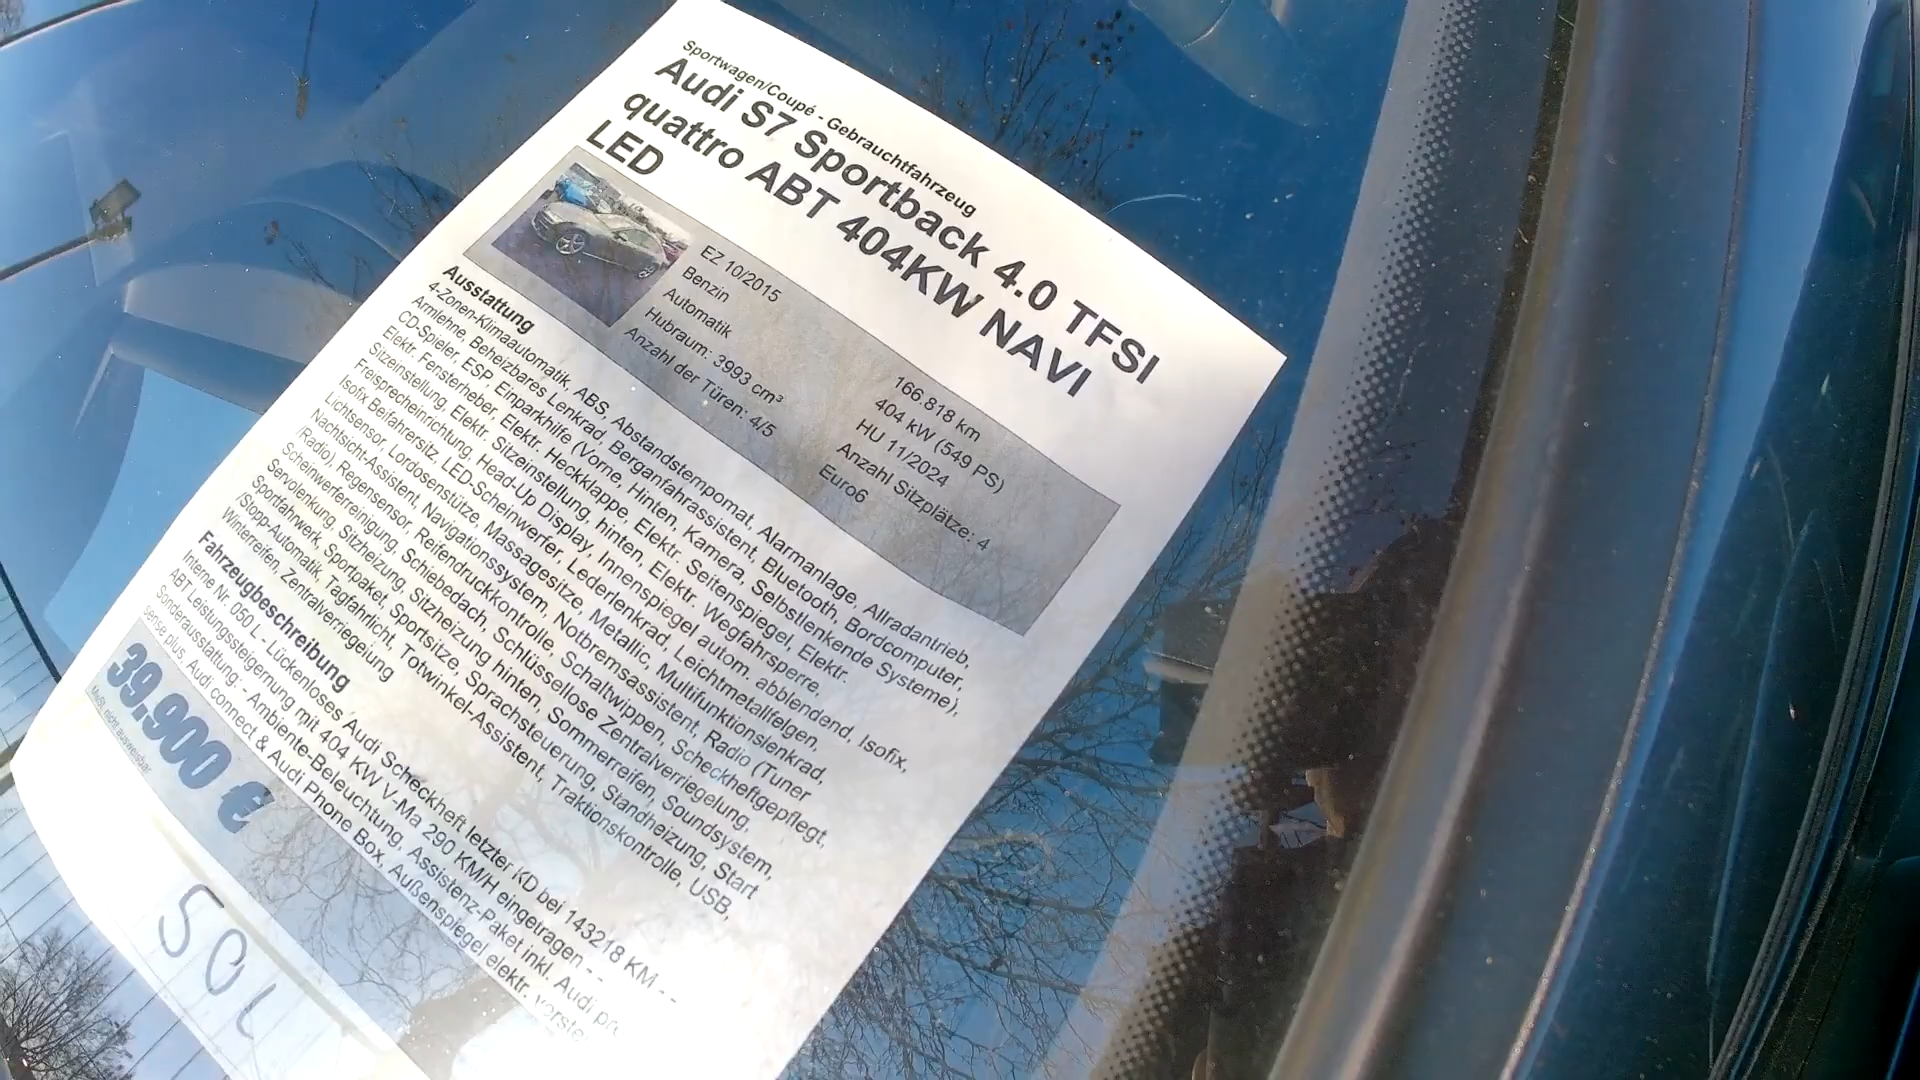 Sportwagen/Coupé - Gebrauchtfahrzeug
Audi S7 Sportback 4.0 TFSI
quattro ABT 404KW NAVI
LED
EZ 10/2015
Benzin
Automatik
Hubraum: 3993 cm³
Anzahl der Türen: 4/5
166.818 km
404 kW (549 PS)
HU 11/2024
Anzahl Sitzplätze: 4
Euro6
Ausstattung
4-Zonen-Klimaautomatik, ABS, Abstandstempomat, Alarmanlage, Allradantrieb,
Armlehne, Beheizbares Lenkrad, Berganfahrassistent, Bluetooth, Bordcomputer,
CD-Spieler, ESP, Einparkhilfe (Vorne, Hinten, Kamera, Selbstlenkende Systeme),
Elektr. Fensterheber, Elektr. Heckklappe, Elektr. Seitenspiegel, Elektr.
Sitzeinstellung, Elektr. Sitzeinstellung, hinten, Elektr. Wegfahrsperre,
Freisprecheinrichtung, Head-Up Display, Innenspiegel autom. abblendend, Isofix,
Isofix Beifahrersitz, LED-Scheinwerfer, Lederlenkrad, Leichtmetallfelgen,
Lichtsensor, Lordosenstütze, Massagesitze, Metallic, Multifunktionslenkrad,
Nachtsicht-Assistent, Navigationssystem, Notbremsassistent, Radio (Tuner
/Radio), Regensensor, Reifendruckkontrolle, Schaltwippen, Scheckheftgepflegt,
Scheinwerferreinigung, Schiebedach, Schlüssellose Zentralverriegelung,
Servolenkung, Sitzheizung, Sitzheizung hinten, Sommerreifen, Soundsystem,
Sportfahrwerk, Sportpaket, Sportsitze, Sprachsteuerung, Standheizung, Start
/Stopp-Automatik, Tagfahrlicht, Totwinkel-Assistent, Traktionskontrolle, USB,
Winterreifen, Zentralverriegelung
Fahrzeugbeschreibung
Interne Nr. 050 L - Lückenloses Audi Scheckheft letzter KD bei 143218 KM - -
ABT Leistungssteigernung mit 404 KW V-Ma 290 KM/H eingetragen - -
Sonderausstattung: - Ambiente-Beleuchtung, Assistenz-Paket inkl. Audi pre
sense plus, Audi connect & Audi Phone Box, Außenspiegel elektr.
39.900 €
MwSt. nicht ausweisbar
50 L